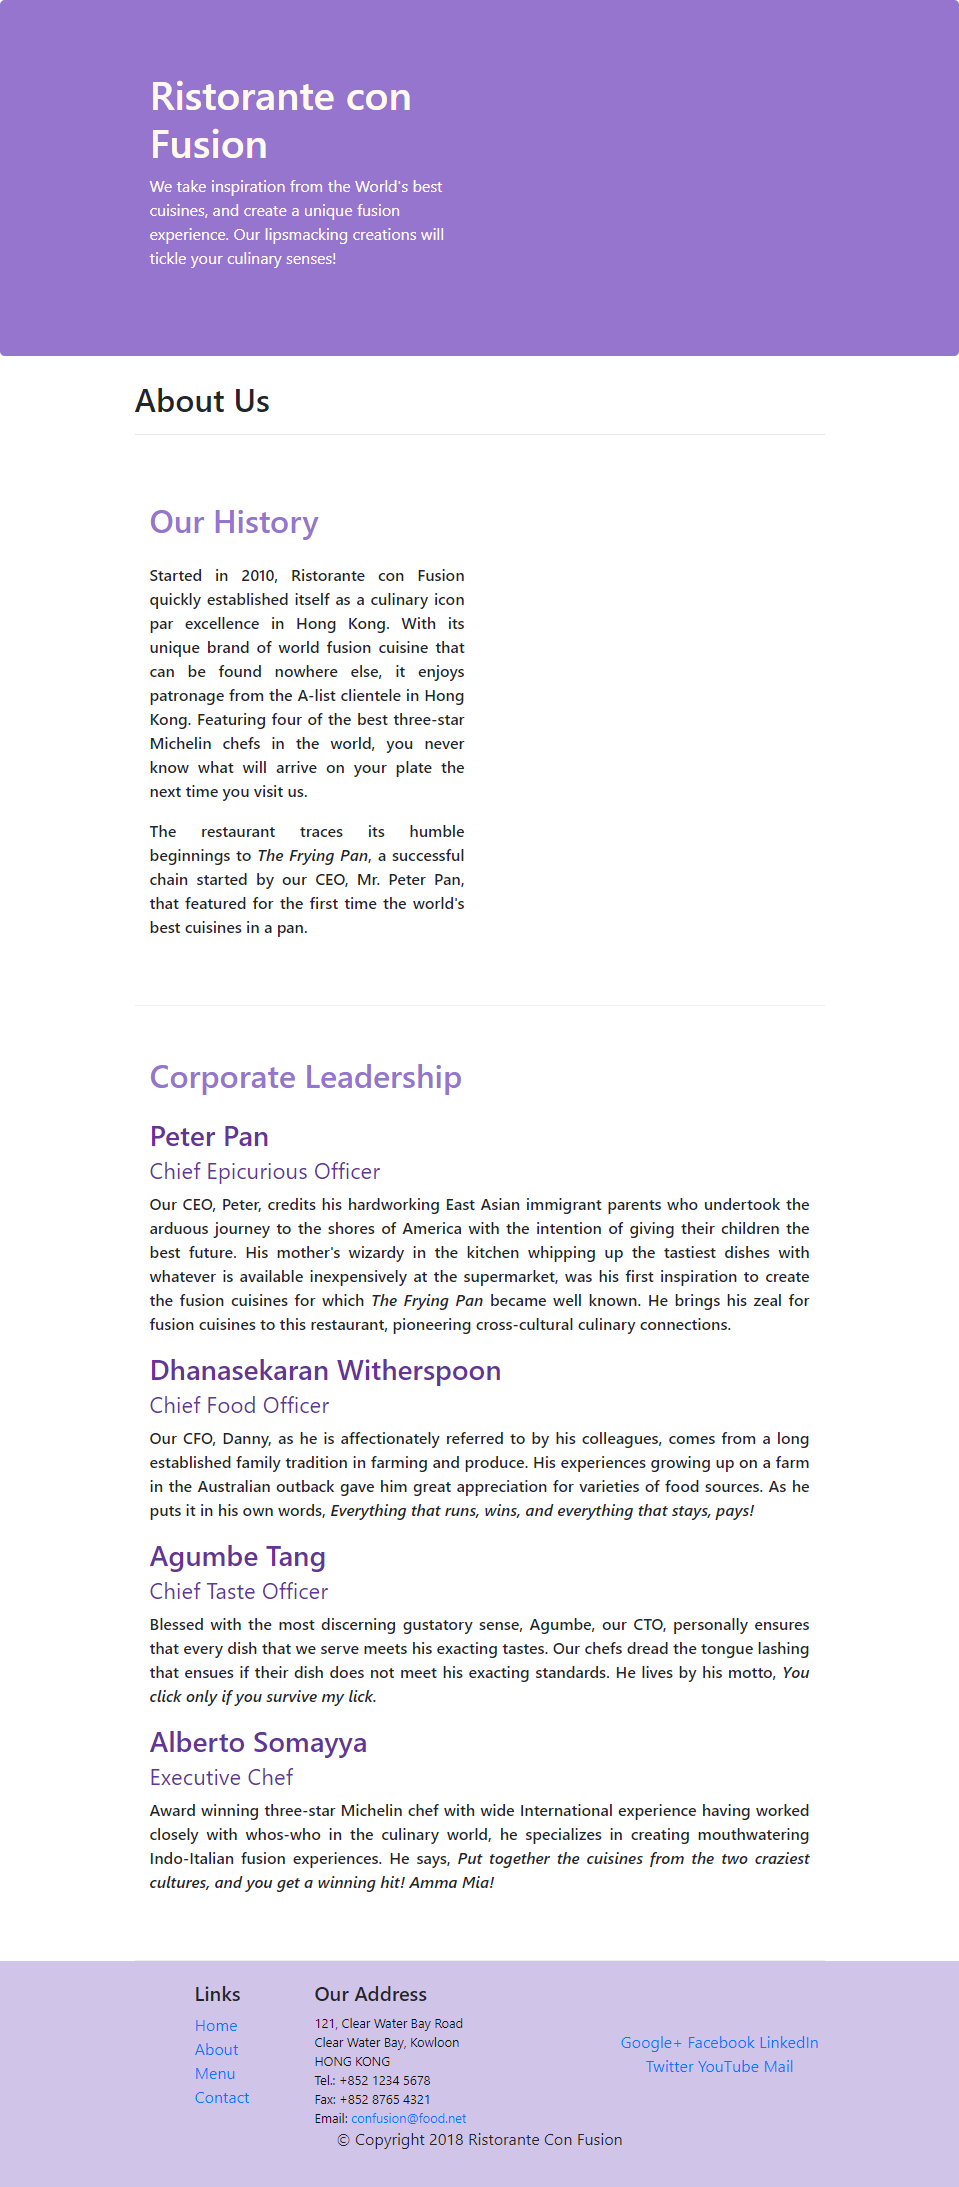 Ristorante con
Fusion
We take inspiration from the World's best
cuisines, and create a unique fusion
experience. Our lipsmacking creations will
tickle your culinary senses!
About Us
Our History
Started in 2010, Ristorante con Fusion
quickly established itself as a culinary icon
par excellence in Hong Kong. With its
unique brand of world fusion cuisine that
can be found nowhere else, it enjoys
patronage from the A-list clientele in Hong
Kong. Featuring four of the best three-star
Michelin chefs in the world, you never
know what will arrive on your plate the
next time you visit us.
The restaurant traces its humble
beginnings to The Frying Pan, a successful
chain started by our CEO, Mr. Peter Pan,
that featured for the first time the world's
best cuisines in a pan.
Corporate Leadership
Peter Pan
Chief Epicurious Officer
Our CEO, Peter, credits his hardworking East Asian immigrant parents who undertook the
arduous journey to the shores of America with the intention of giving their children the
best future. His mother's wizardy in the kitchen whipping up the tastiest dishes with
whatever is available inexpensively at the supermarket, was his first inspiration to create
the fusion cuisines for which The Frying Pan became well known. He brings his zeal for
fusion cuisines to this restaurant, pioneering cross-cultural culinary connections.
Dhanasekaran Witherspoon
Chief Food Officer
Our CFO, Danny, as he is affectionately referred to by his colleagues, comes from a long
established family tradition in farming and produce. His experiences growing up on a farm
in the Australian outback gave him great appreciation for varieties of food sources. As he
puts it in his own words, Everything that runs, wins, and everything that stays, pays!
Agumbe Tang
Chief Taste Officer
Blessed with the most discerning gustatory sense, Agumbe, our CTO, personally ensures
that every dish that we serve meets his exacting tastes. Our chefs dread the tongue lashing
that ensues if their dish does not meet his exacting standards. He lives by his motto, You
click only if you survive my lick.
Alberto Somayya
Executive Chef
Award winning three-star Michelin chef with wide International experience having worked
closely with whos-who in the culinary world, he specializes in creating mouthwatering
Indo-Italian fusion experiences. He says, Put together the cuisines from the two craziest
cultures, and you get a winning hit! Amma Mia!
Links
Home
About
Menu
Contact
Our Address
121, Clear Water Bay Road
Clear Water Bay, Kowloon
HONG KONG
Tel.: +852 1234 5678
Fax: +852 8765 4321
Email: confusion@food.net
Google+ Facebook LinkedIn
Twitter YouTube Mail
© Copyright 2018 Ristorante Con Fusion